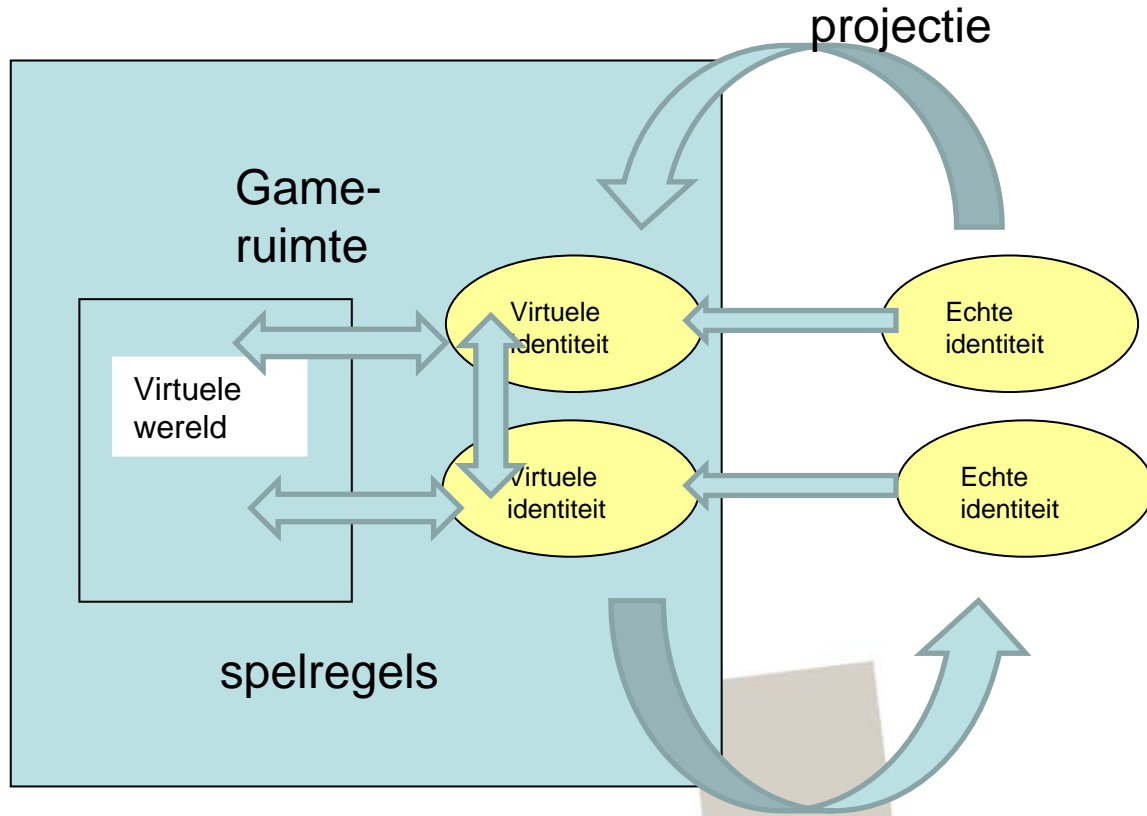 projectie
Game-
ruimte
Virtuele
identiteit
Echte
identiteit
Virtuele
wereld
Virtuele
identiteit
Echte
identiteit
spelregels